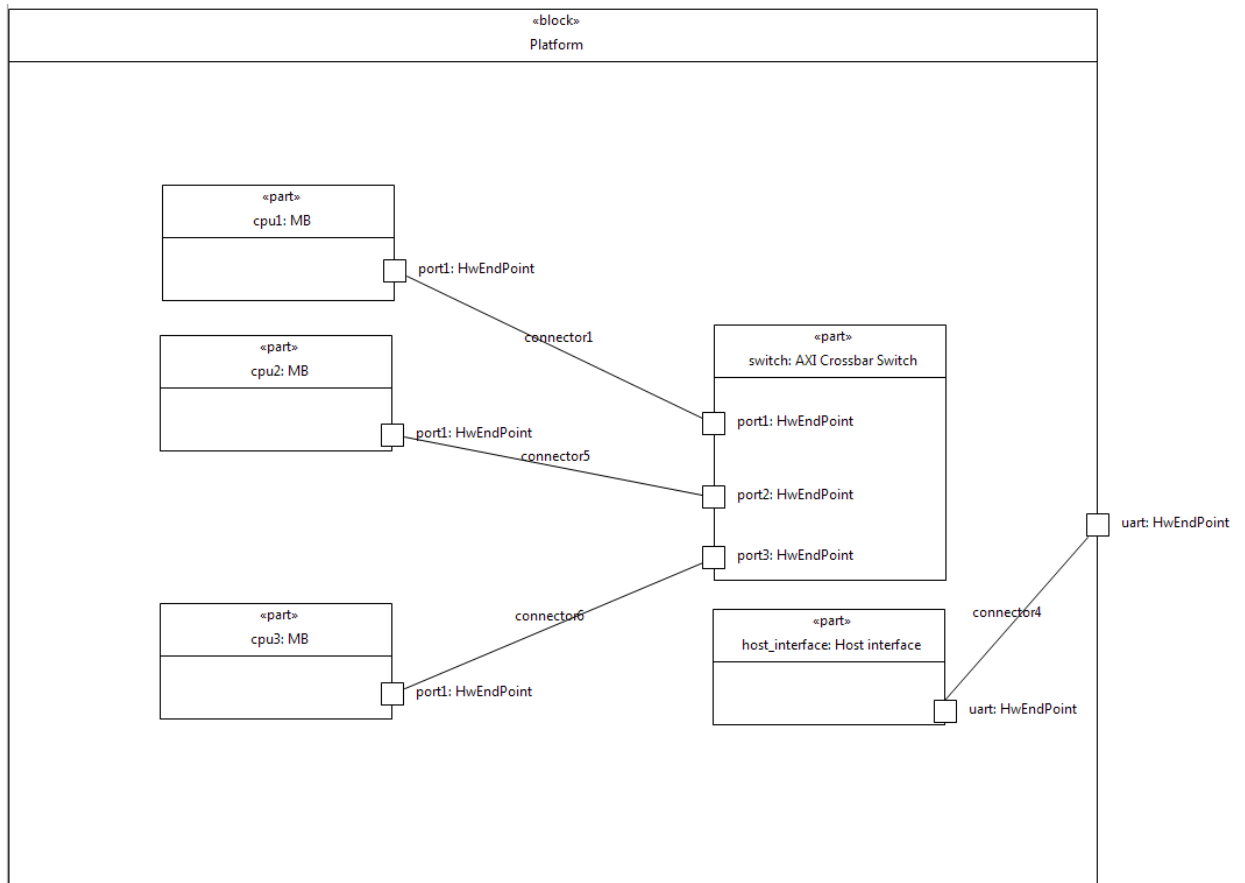 «block»
Platform
«part»
cpu1: MB
port1: HwEndPoint
connector1
«part»
switch: AXI Crossbar Switch
«part»
cpu2: MB
port1: HwEndPoint
port1: HwEndPoint
connector5
port2: HwEndPoint
uart: HwEndPoint
port3: HwEndPoint
«part»
cpu3: MB
connector6
connector4
«part»
host_interface: Host interface
port1: HwEndPoint
uart: HwEndPoint